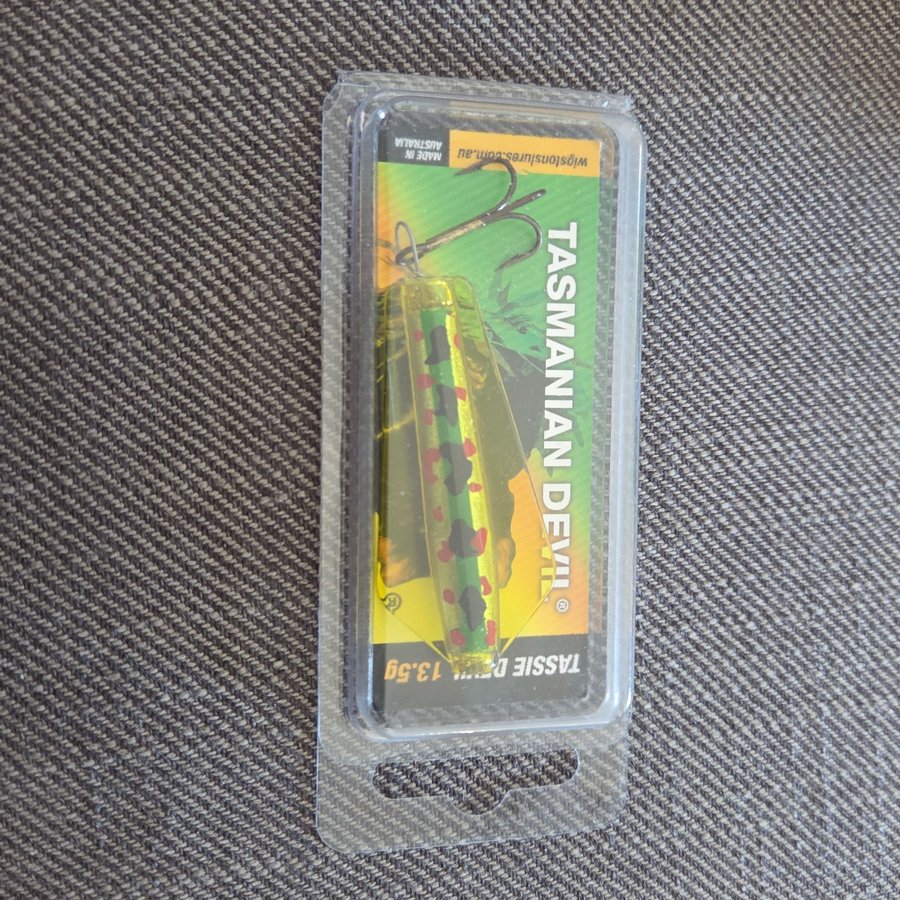 TASSIE DEVIL
13.5g
®
TASMANIAN DEVIL®
wigstonslures.com.au
MADE IN
AUSTRALIA